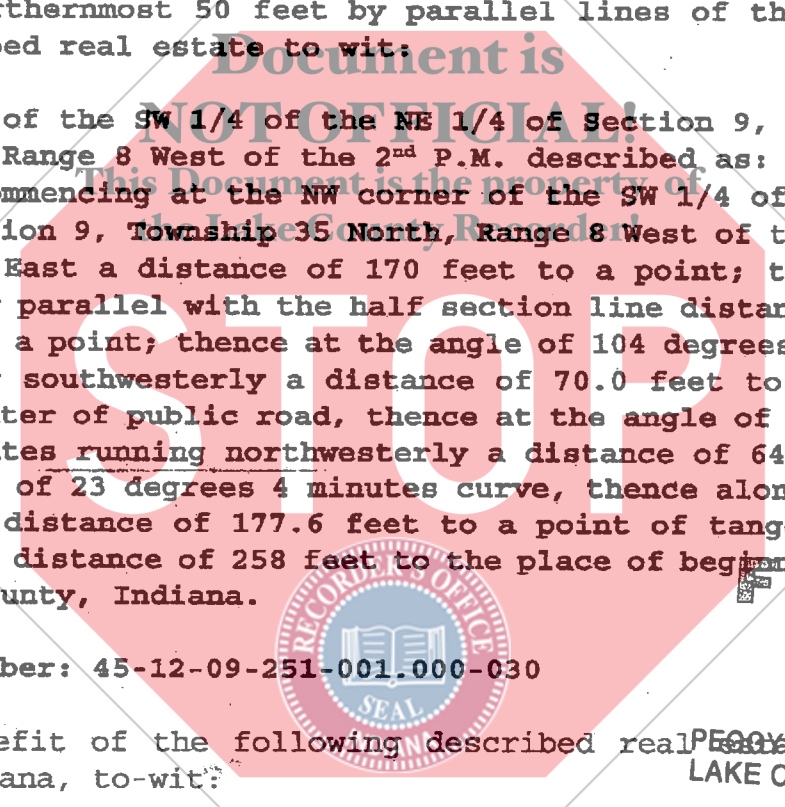 rthernmost 50 feet by parallel lines of th
ed real estate to wit:
Document is
of the SW 1/4 of the NE 1/4 of Section 9,
NOT OFFICIAL!
Range 8 West of the 2nd P.M. described as:
This Document is the property of
mmencing at the NW corner of the SW 1/4 of
the Lake County Recorder!
ion 9, Township 35 North, Range 8 West of t
East a distance of 170 feet to a point; t
parallel with the half section line distan
a point; thence at the angle of 104 degrees
southwesterly a distance of 70.0 feet to
ter of public road, thence at the angle of
tes running northwesterly a distance of 64
of 23 degrees 4 minutes curve, thence alon
distance of 177.6 feet to a point of tang
distance of 258 feet to the place of begin
unty, Indiana.
STOP
RECORDER'S OFFICE
SEAL
ber: 45-12-09-251-001.000-030
efit of the following described real
PEGGY
ana, to-wit:
LAKE C